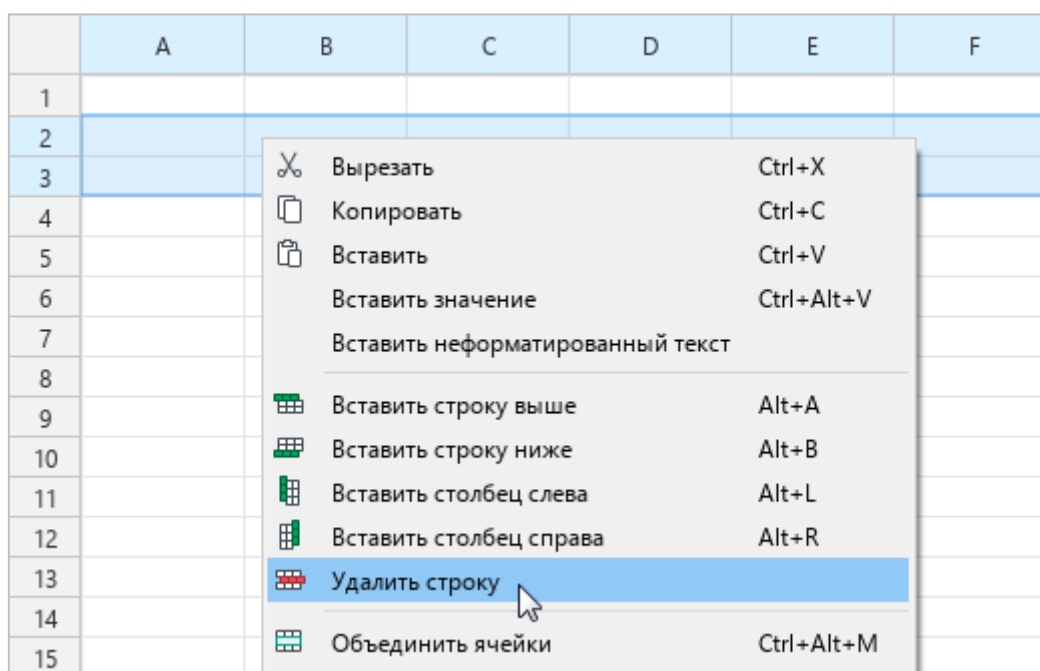 A B C D E F
1
2
3
4
5
6
7
8
9
10
11
12
13
14
15
Вырезать Ctrl+X
Копировать Ctrl+C
Вставить Ctrl+V
Вставить значение Ctrl+Alt+V
Вставить неформатированный текст
Вставить строку выше Alt+A
Вставить строку ниже Alt+B
Вставить столбец слева Alt+L
Вставить столбец справа Alt+R
Удалить строку
Объединить ячейки Ctrl+Alt+M